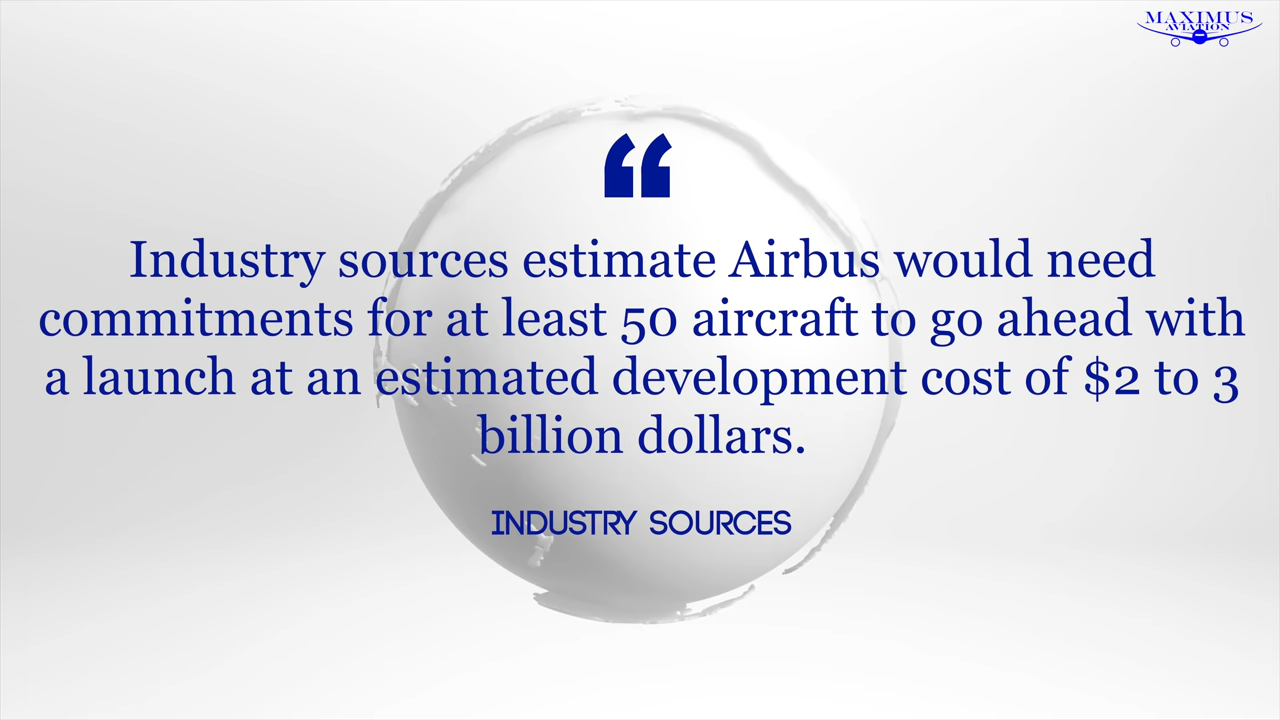 MAXIMUS
AVIATION
“
Industry sources estimate Airbus would need
commitments for at least 50 aircraft to go ahead with
a launch at an estimated development cost of $2 to 3
billion dollars.
INDUSTRY SOURCES